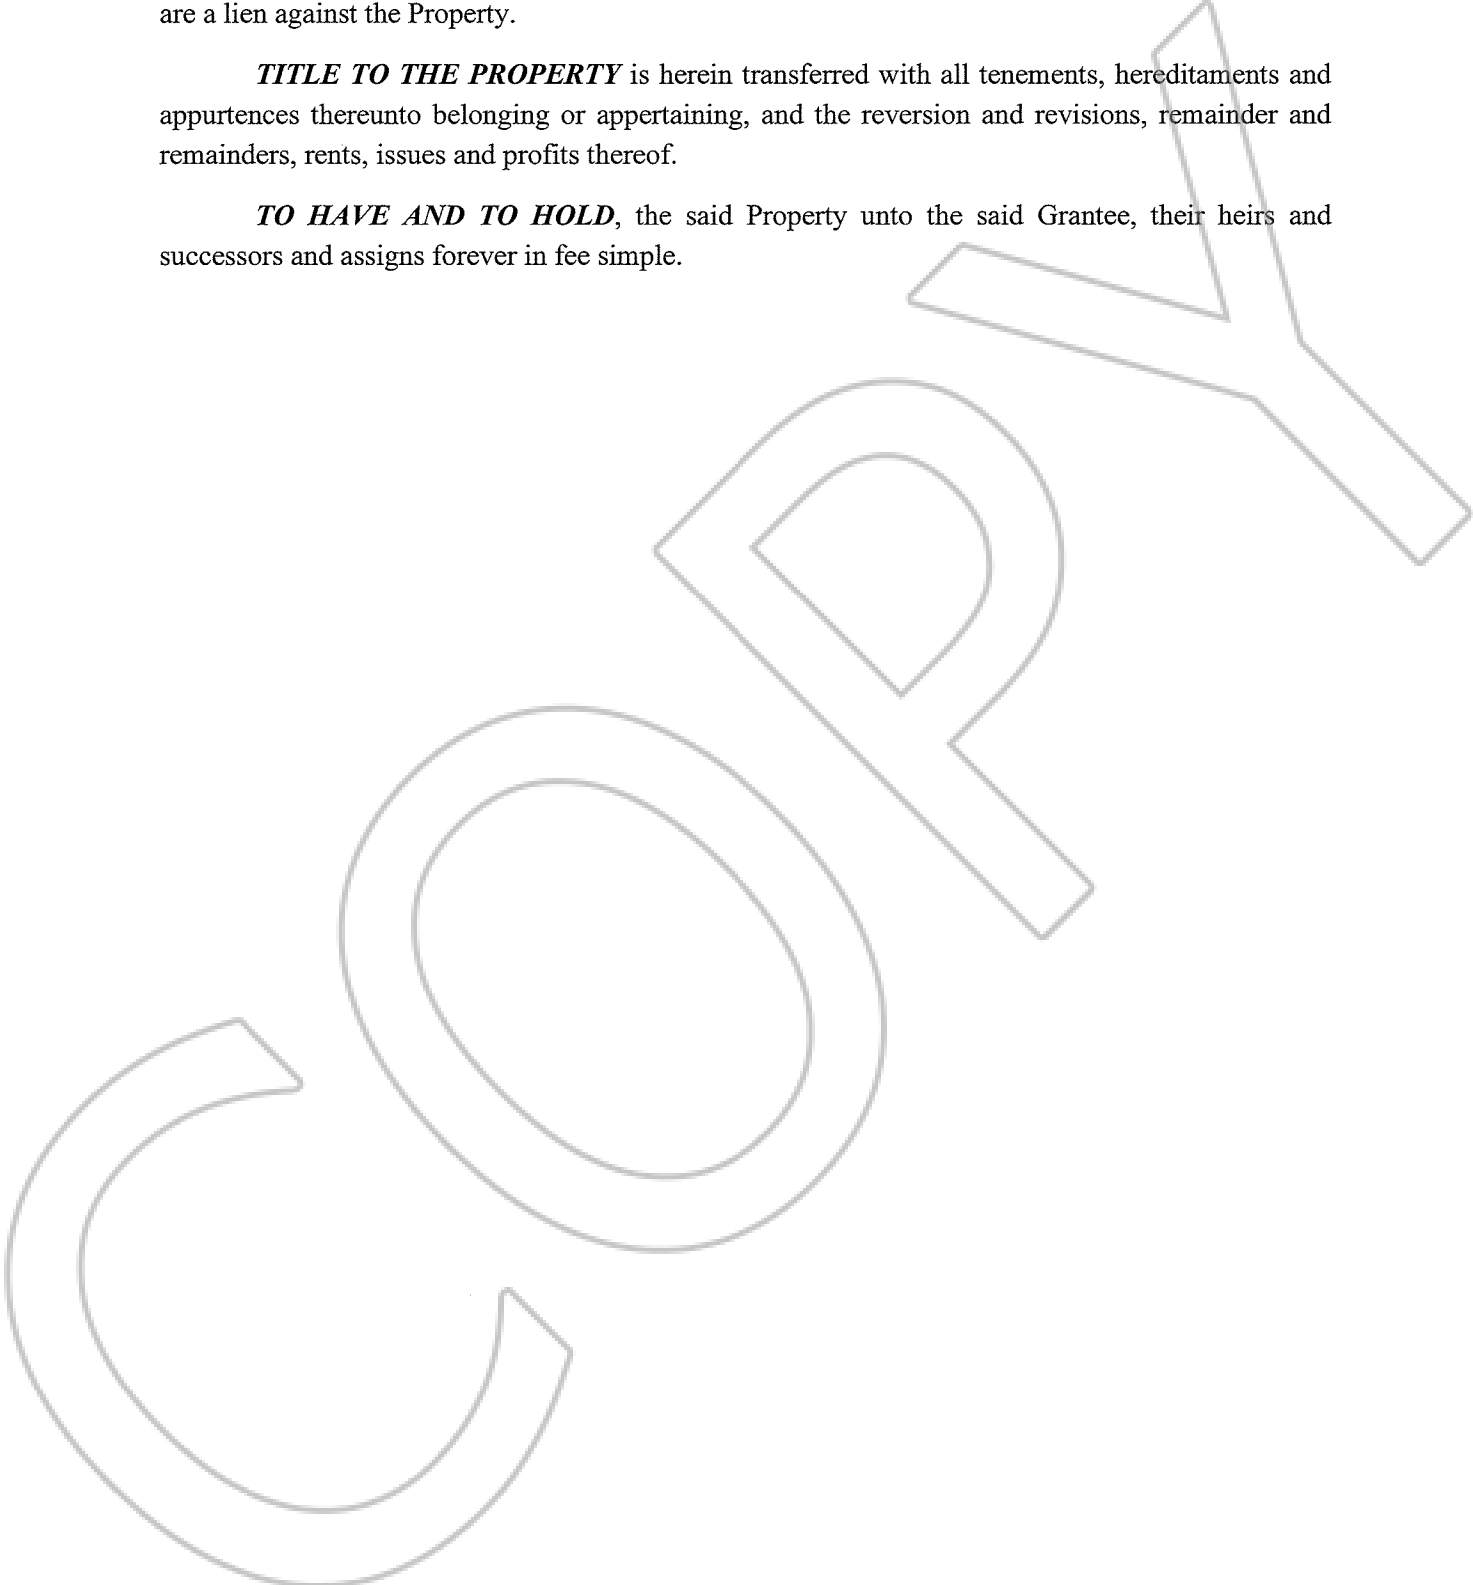 are a lien against the Property.
TITLE TO THE PROPERTY is herein transferred with all tenements, hereditaments and
appurtences thereunto belonging or appertaining, and the reversion and revisions, remainder and
remainders, rents, issues and profits thereof.
TO HAVE AND TO HOLD, the said Property unto the said Grantee, their heirs and
successors and assigns forever in fee simple.
COPY